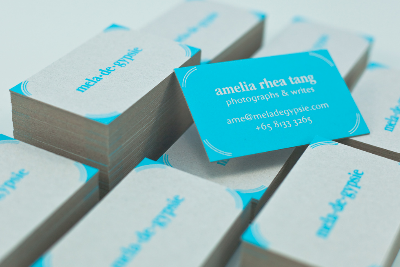 mela-de-gypsie
amelia rhea tang
photographs & writes
ame@meladegypsie.com
+65 8133 3265
mela-de-gypsie
mela-de-gypsie
mela-de-gypsie